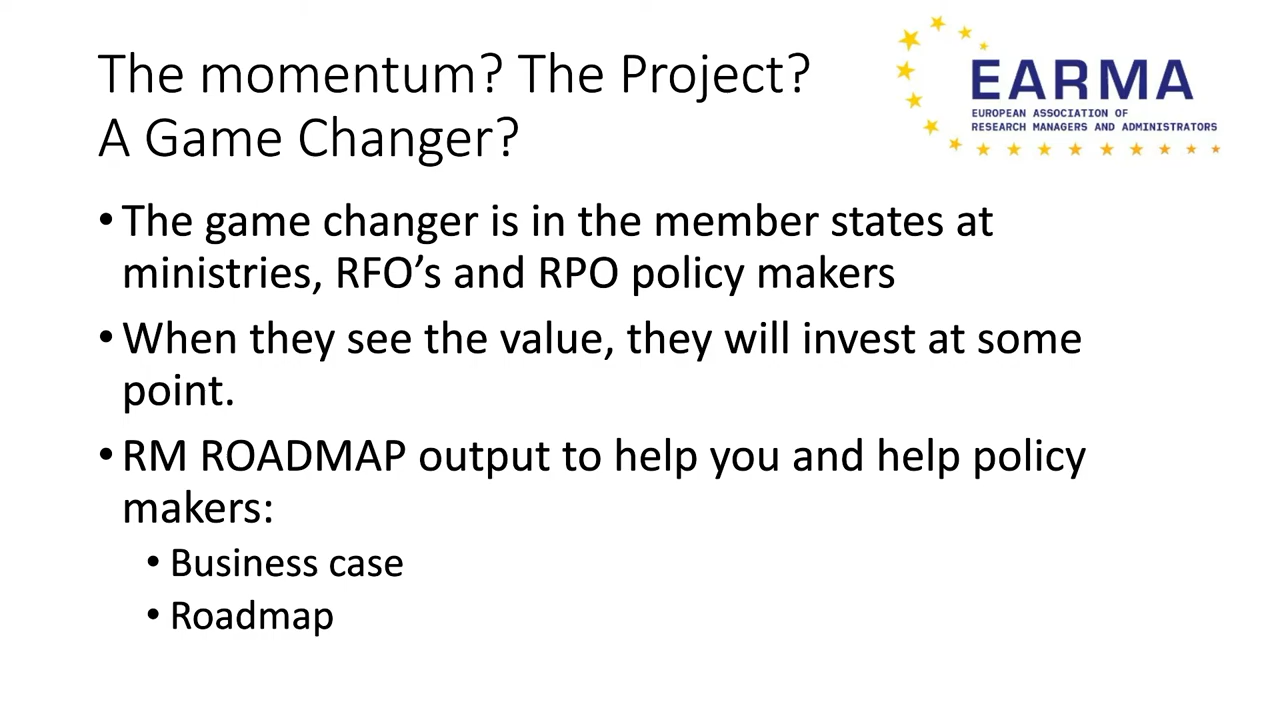 The momentum? The Project?
A Game Changer?
EARMA
EUROPEAN ASSOCIATION OF
RESEARCH MANAGERS AND ADMINISTRATORS
• The game changer is in the member states at
ministries, RFO’s and RPO policy makers
• When they see the value, they will invest at some
point.
• RM ROADMAP output to help you and help policy
makers:
• Business case
• Roadmap